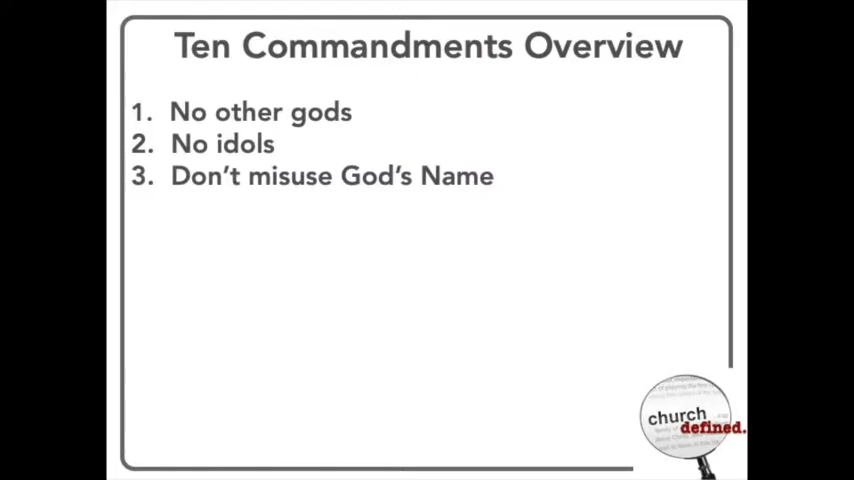 Ten Commandments Overview
1. No other gods
2. No idols
3. Don't misuse God's Name
church
defined.